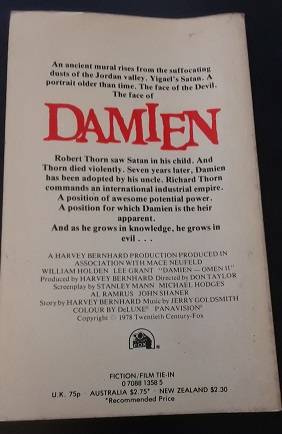 An ancient mural rises from the suffocating
dusts of the Jordan valley. Yigael's Satan. A
portrait older than time. The face of the Devil.
The face of
DAMIEN
Robert Thorn saw Satan in his child. And
Thorn died violently. Seven years later, Damien
has been adopted by his uncle. Richard Thorn
commands an international industrial empire.
A position of awesome potential power.
A position for which Damien is the heir
apparent.
And as he grows in knowledge, he grows in
evil . . .
A HARVEY BERNHARD PRODUCTION PRODUCED IN
ASSOCIATION WITH MACE NEUFELD
WILLIAM HOLDEN LEE GRANT "DAMIEN — OMEN II"
Produced by HARVEY BERNHARD Directed by DON TAYLOR
Screenplay by STANLEY MANN MICHAEL HODGES
AL RAMRUS JOHN SHANER
Story by HARVEY BERNHARD Music by JERRY GOLDSMITH
COLOUR BY DeLUXE® PANAVISION®
Copyright © 1978 Twentieth Century-Fox
FICTION/FILM TIE-IN
0 7088 1358 5
U.K. 75p · AUSTRALIA $2.75* · NEW ZEALAND $2.30
*Recommended Price